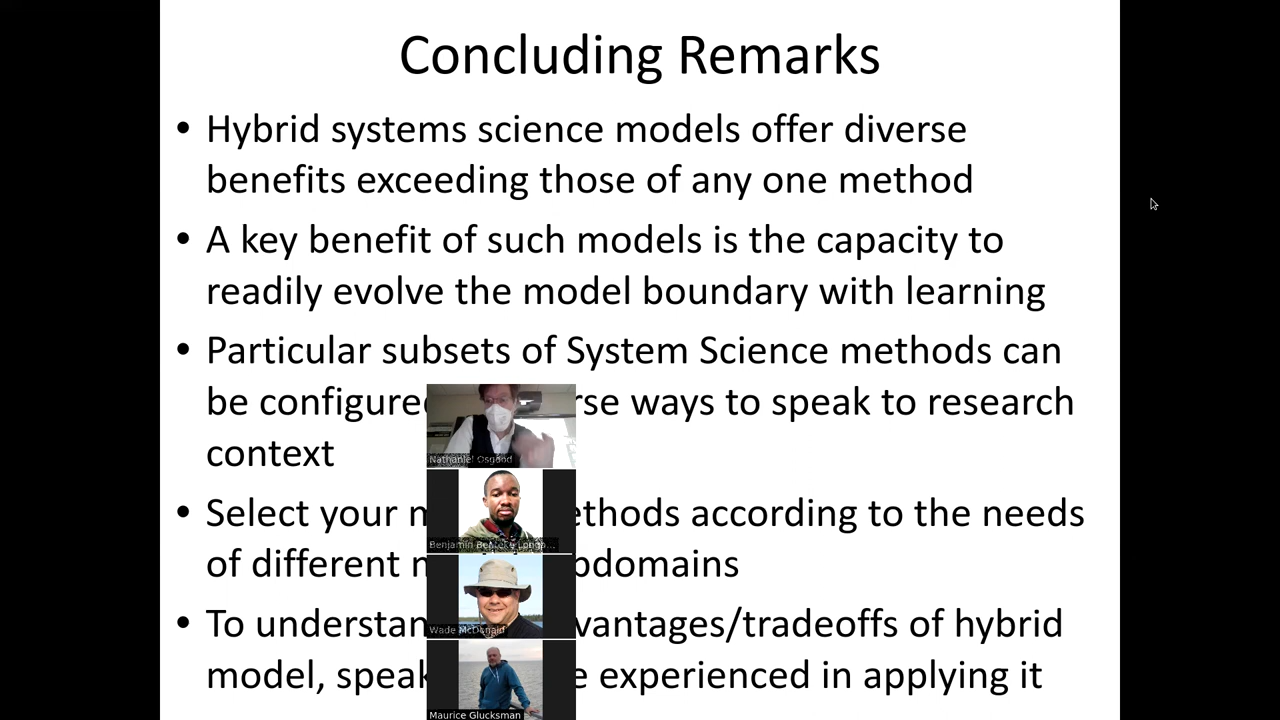 Concluding Remarks
• Hybrid systems science models offer diverse
benefits exceeding those of any one method
• A key benefit of such models is the capacity to
readily evolve the model boundary with learning
• Particular subsets of System Science methods can
be configure rse ways to speak to research
context
• Select your m ethods according to the needs
of different m bdomains
• To understan vantages/tradeoffs of hybrid
model, speak e experienced in applying it
Nathaniel Osgood
Benjamin
Wade McDonald
Maurice Glucksman